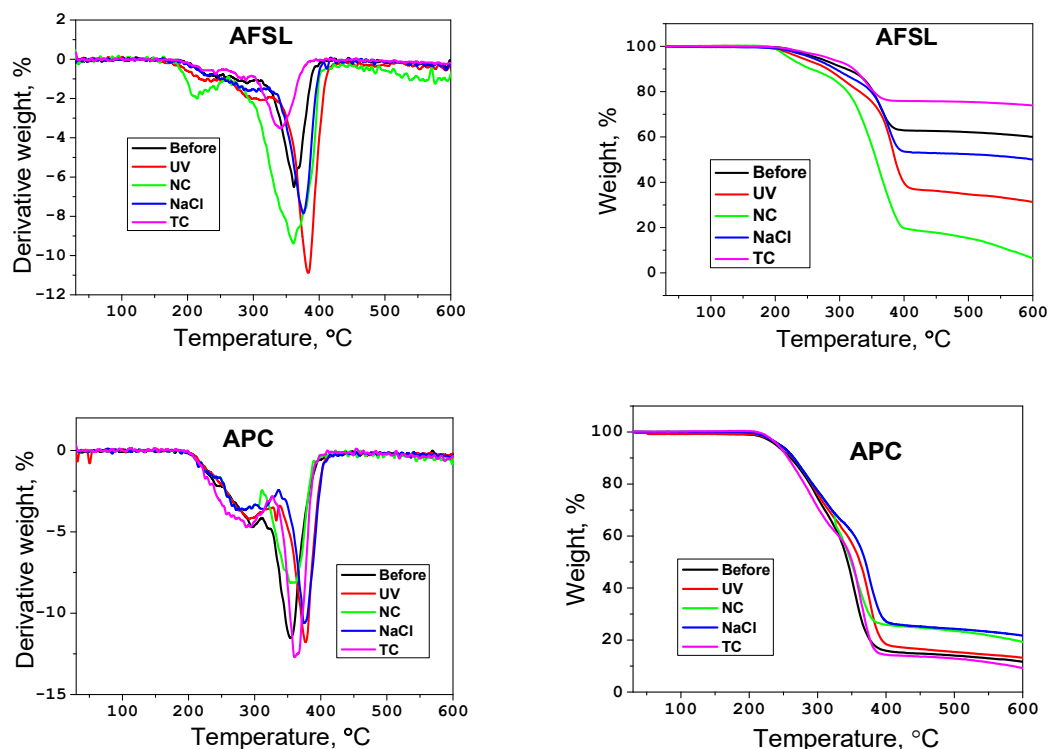 AFSL
Derivative weight, %
2
0
−2
−4
−6
−8
−10
−12
Before
UV
NC
NaCl
TC
100 200 300 400 500 600
Temperature, °C
AFSL
Weight, %
100
80
60
40
20
0
Before
UV
NC
NaCl
TC
100 200 300 400 500 600
Temperature, °C
APC
Derivative weight, %
0
−5
−10
−15
Before
UV
NC
NaCl
TC
100 200 300 400 500 600
Temperature, °C
APC
Weight, %
100
80
60
40
20
0
Before
UV
NC
NaCl
TC
100 200 300 400 500 600
Temperature, °C